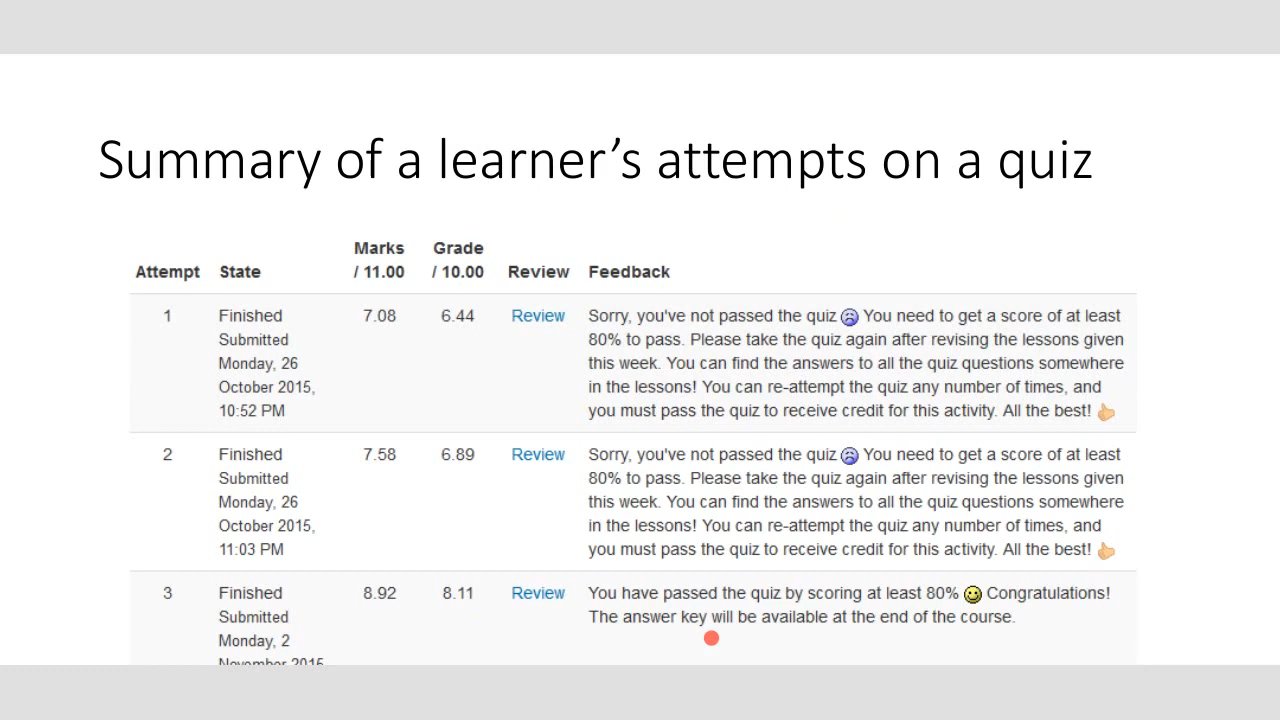 Summary of a learner’s attempts on a quiz
Attempt State Marks / 11.00 Grade / 10.00 Review Feedback
1 Finished 7.08 6.44 Review Sorry, you've not passed the quiz You need to get a score of at least
Submitted 80% to pass. Please take the quiz again after revising the lessons given
Monday, 26 this week. You can find the answers to all the quiz questions somewhere
October 2015, in the lessons! You can re-attempt the quiz any number of times, and
10:52 PM you must pass the quiz to receive credit for this activity. All the best!
2 Finished 7.58 6.89 Review Sorry, you've not passed the quiz You need to get a score of at least
Submitted 80% to pass. Please take the quiz again after revising the lessons given
Monday, 26 this week. You can find the answers to all the quiz questions somewhere
October 2015, in the lessons! You can re-attempt the quiz any number of times, and
11:03 PM you must pass the quiz to receive credit for this activity. All the best!
3 Finished 8.92 8.11 Review You have passed the quiz by scoring at least 80% Congratulations!
Submitted The answer key will be available at the end of the course.
Monday, 2
November 2015